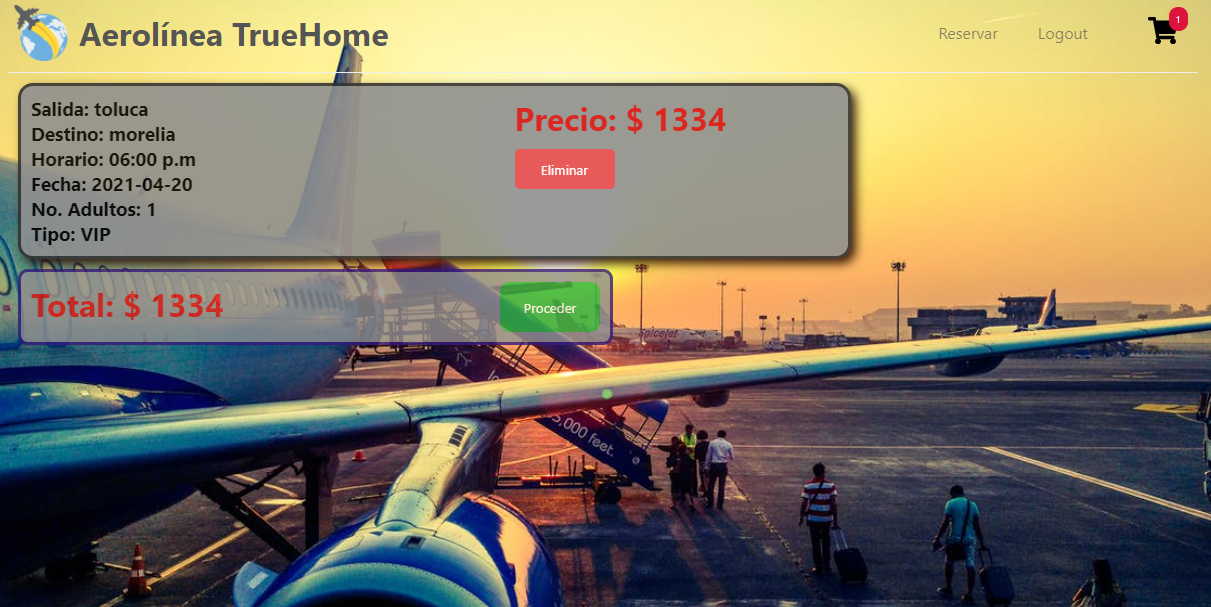 Aerolínea TrueHome
Reservar
Logout
1
Salida: toluca
Destino: morelia
Horario: 06:00 p.m
Fecha: 2021-04-20
No. Adultos: 1
Tipo: VIP
Precio: $ 1334
Eliminar
Total: $ 1334
Proceder
SpiceJet
5,000 feet.